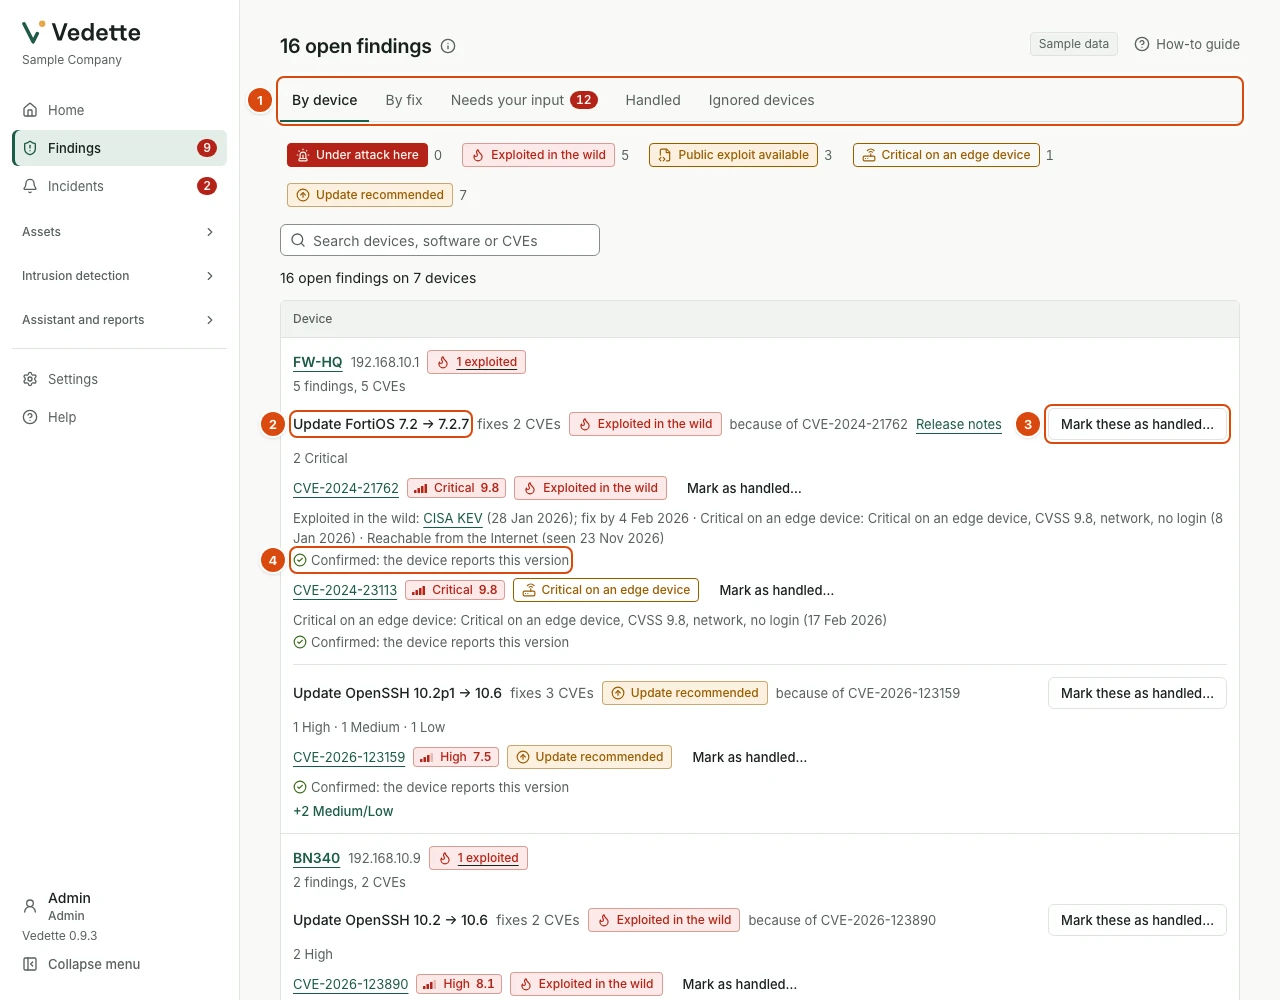 Vedette
Sample Company
Home
Findings 9
Incidents 2
Assets
Intrusion detection
Assistant and reports
Settings
Help
Admin
Admin
Vedette 0.9.3
Collapse menu
16 open findings
Sample data How-to guide
1 By device By fix Needs your input 12 Handled Ignored devices
Under attack here 0 Exploited in the wild 5 Public exploit available 3 Critical on an edge device 1
Update recommended 7
Search devices, software or CVEs
16 open findings on 7 devices
Device
FW-HQ 192.168.10.1 1 exploited
5 findings, 5 CVEs
2 Update FortiOS 7.2 → 7.2.7 fixes 2 CVEs Exploited in the wild because of CVE-2024-21762 Release notes 3 Mark these as handled...
2 Critical
CVE-2024-21762 Critical 9.8 Exploited in the wild Mark as handled...
Exploited in the wild: CISA KEV (28 Jan 2026); fix by 4 Feb 2026 · Critical on an edge device: Critical on an edge device, CVSS 9.8, network, no login (8
Jan 2026) · Reachable from the Internet (seen 23 Nov 2026)
4 Confirmed: the device reports this version
CVE-2024-23113 Critical 9.8 Critical on an edge device Mark as handled...
Critical on an edge device: Critical on an edge device, CVSS 9.8, network, no login (17 Feb 2026)
Confirmed: the device reports this version
Update OpenSSH 10.2p1 → 10.6 fixes 3 CVEs Update recommended because of CVE-2026-123159 Mark these as handled...
1 High · 1 Medium · 1 Low
CVE-2026-123159 High 7.5 Update recommended Mark as handled...
Confirmed: the device reports this version
+2 Medium/Low
BN340 192.168.10.9 1 exploited
2 findings, 2 CVEs
Update OpenSSH 10.2 → 10.6 fixes 2 CVEs Exploited in the wild because of CVE-2026-123890 Mark these as handled...
2 High
CVE-2026-123890 High 8.1 Exploited in the wild Mark as handled...